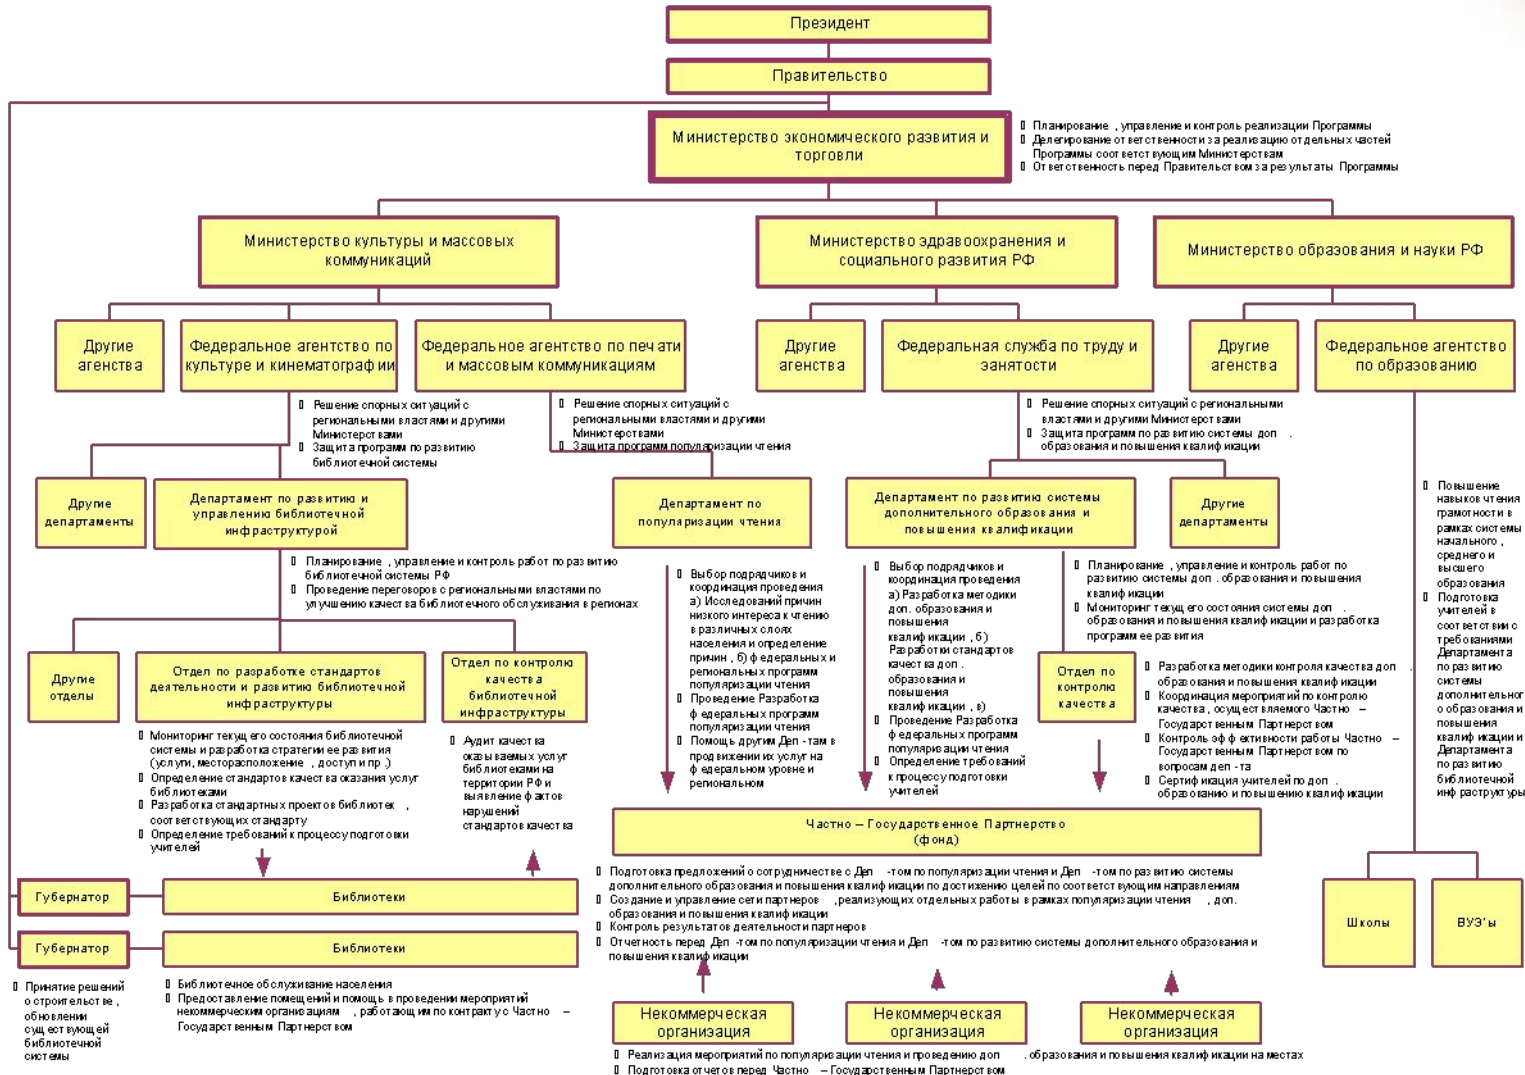 Президент
Правительство
Министерство экономического развития и
торговли
Планирование , управление и контроль реализации Программы
Делегирование ответственности за реализацию отдельных частей
Программы соответствующим Министерствам
Ответственность перед Правительством за результаты Программы
Министерство культуры и массовых
коммуникаций
Министерство здравоохранения и
социального развития РФ
Министерство образования и науки РФ
Другие
агенства
Федеральное агентство по
культуре и кинематографии
Федеральное агентство по печати
и массовым коммуникациям
Другие
агенства
Федеральная служба по труду и
занятости
Другие
агенства
Федеральное агентство
по образованию
Решение спорных ситуаций с
региональными властями и другими
Министерствами
Защита программ по развитию
библиотечной системы
Решение спорных ситуаций с
региональными властями и другими
Министерствами
Защита программ популяризации чтения
Решение спорных ситуаций с региональными
властями и другими Министерствами
Защита программ по развитию системы доп .
образования и повышения квалификации
Другие
департаменты
Департамент по развитию и
управлению библиотечной
инфраструктурой
Департамент по
популяризации чтения
Департамент по развитию системы
дополнительного образования и
повышения квалификации
Другие
департаменты
Повышение
навыков чтения
грамотности в
рамках системы
начального ,
среднего и
высшего
образования
Подготовка
учителей в
соответствии с
требованиями
Департамента
по развитию
системы
дополнительног
о образования и
повышения
квалификации и
Департамента
по развитию
библиотечной
инфраструктуры
Планирование , управление и контроль работ по развитию
библиотечной системы РФ
Проведение переговоров с региональными властями по
улучшению качества библиотечного обслуживания в регионах
Выбор подрядчиков и
координация проведения
а) Исследований причин
низкого интереса к чтению
в различных слоях
населения и определение
причин , б) федеральных и
региональных программ
популяризации чтения
Проведение Разработка
федеральных программ
популяризации чтения
Помощь другим Деп -там в
продвижении их услуг на
федеральном уровне и
региональном
Выбор подрядчиков и
координация проведения
а) Разработка методики
доп. образования и
повышения
квалификации , б)
Разработки стандартов
качества доп .
образования и
повышения
квалификации , в)
Проведение Разработка
федеральных программ
популяризации чтения
Определение требований
к процессу подготовки
учителей
Планирование , управление и контроль работ по
развитию системы доп . образования и повышения
квалификации
Мониторинг текущего состояния системы доп .
образования и повышения квалификации и разработка
программ ее развития
Другие
отделы
Отдел по разработке стандартов
деятельности и развитию библиотечной
инфраструктуры
Отдел по контролю
качества
библиотечной
инфраструктуры
Отдел по
контролю
качества
Разработка методики контроля качества доп .
образования и повышения квалификации
Координация мероприятий по контролю
качества , осуществляемого Частно –
Государственным Партнерством
Контроль эффективности работы Частно –
Государственным Партнерством по
вопросам деп -та
Сертификация учителей по доп .
образованию и повышению квалификации
Мониторинг текущего состояния библиотечной
системы и разработка стратегии ее развития
(услуги, месторасположение , доступ и пр .)
Определение стандартов качества оказания услуг
библиотеками
Разработка стандартных проектов библиотек ,
соответствующих стандарту
Определение требований к процессу подготовки
учителей
Аудит качества
оказываемых услуг
библиотеками на
территории РФ и
выявление фактов
нарушений
стандартов качества
Частно – Государственное Партнерство
(фонд)
Подготовка предложений о сотрудничестве с Деп -том по популяризации чтения и Деп -том по развитию системы
дополнительного образования и повышения квалификации по достижению целей по соответствующим направлениям
Создание и управление сети партнеров , реализующих отдельных работы в рамках популяризации чтения , доп.
образования и повышения квалификации
Контроль результатов деятельности партнеров
Отчетность перед Деп -том по популяризации чтения и Деп -том по развитию системы дополнительного образования и
повышения квалификации
Губернатор
Библиотеки
Губернатор
Библиотеки
Школы
ВУЗ'ы
Принятие решений
о строительстве ,
обновлении
существующей
библиотечной
системы
Библиотечное обслуживание населения
Предоставление помещений и помощь в проведении мероприятий
некоммерческим организациям , работающим по контракту с Частно –
Государственным Партнерством
Некоммерческая
организация
Некоммерческая
организация
Некоммерческая
организация
Реализация мероприятий по популяризации чтения и проведению доп . образования и повышения квалификации на местах
Подготовка отчетов перед Частно – Государственным Партнерством